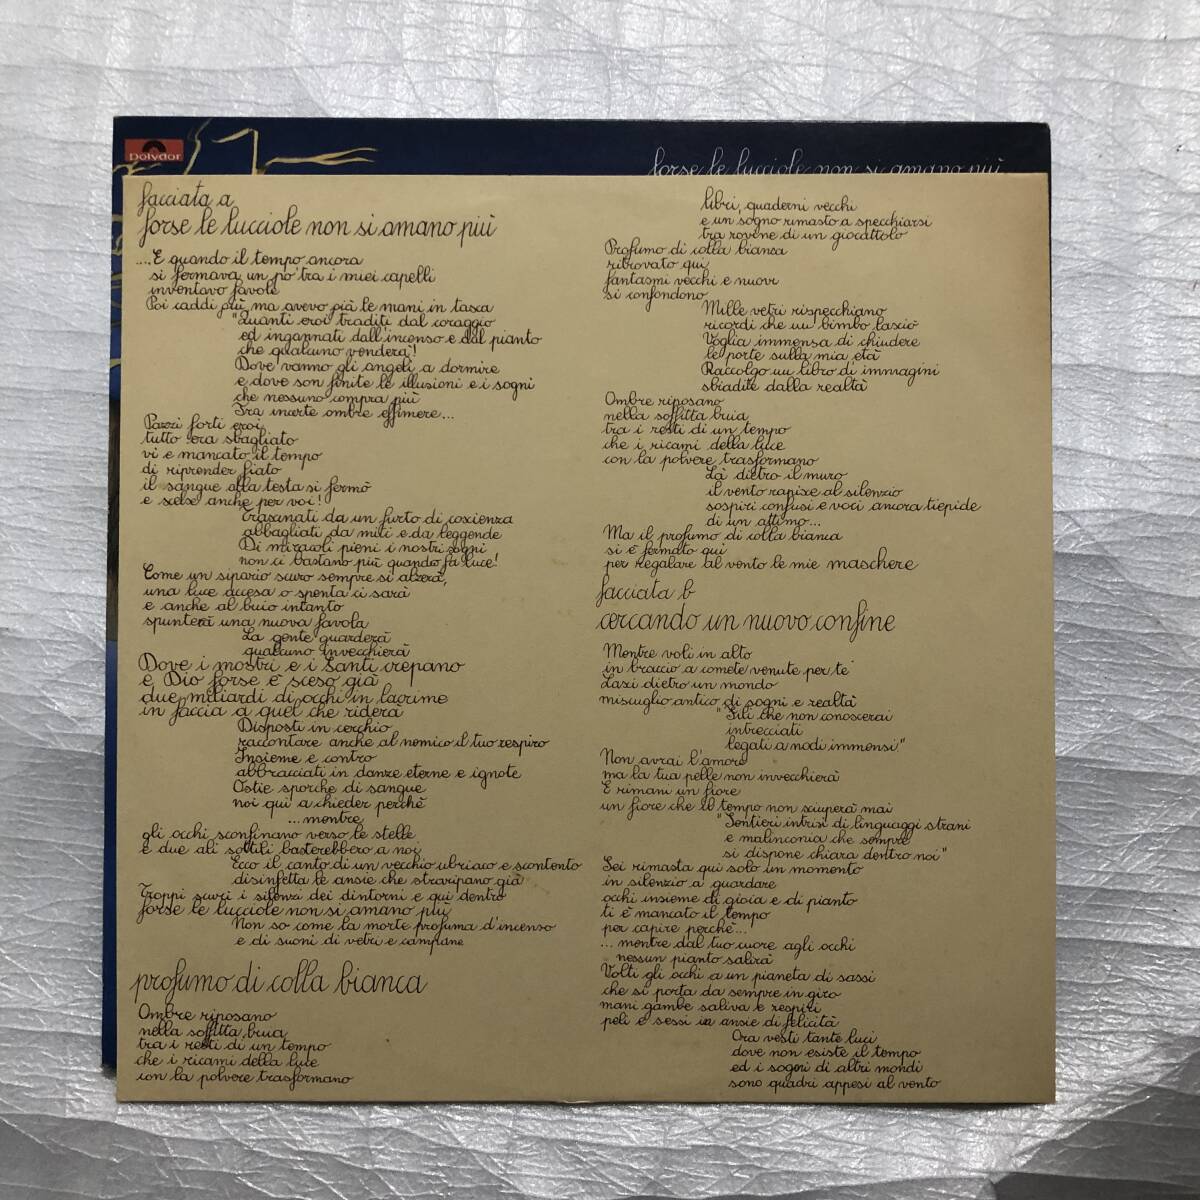 Polydor
forse le lucciole non si amano più
facciata a
forse le lucciole non si amano più
....E quando il tempo ancora
si fermava un po' tra i miei capelli
inventavo favole
Poi caddi più, ma avevo già le mani in tasca
"Quanti eroi traditi dal coraggio
ed ingannati dall'incenso e dal pianto
che qualcuno venderà!
Dove vanno gli angeli a dormire
e dove son finite le illusioni e i sogni
che nessuno compra più
Tra incerte ombre effimere...
Pazzi forti eroi
tutto era sbagliato
vi è mancato il tempo
di riprender fiato
il sangue alla testa si fermò
e scelse anche per voi!
Trascinati da un furto di coscienza
abbagliati da miti e da leggende
Di miracoli pieni i nostri sogni
non ci bastano più quando fa luce!
Come un sipario scuro sempre si alzerà,
una luce accesa o spenta ci sarà
e anche al buio intanto
spunterà una nuova favola
La gente guarderà
qualcuno invecchierà
Dove i mostri e i Santi crepano
e Dio forse è sceso già
due miliardi di occhi in lacrime
in faccia a quel che riderà
Disposti in cerchio
raccontare anche al nemico il tuo respiro
Insieme e contro
abbracciati in danze eterne e ignote
Ostie sporche di sangue
noi qui a chieder perchè
...mentre
gli occhi sconfinano verso le stelle
e due ali sottili basterebbero a noi
Ecco il canto di un vecchio ubriaco e scontento
disinfetta le ansie che straripano già
Troppi scuri i silenzi dei dintorni e qui dentro
forse le lucciole non si amano più
Non so come la morte profuma d'incenso
e di suoni di vetri e campane
profumo di colla bianca
Ombre riposano
nella soffitta buia
tra i resti di un tempo
che i ricami della luce
con la polvere trasformano
libri, quaderni vecchi
e un sogno rimasto a specchiarsi
tra rovine di un giocattolo
Profumo di colla bianca
ritrovato qui
fantasmi vecchi e nuovi
si confondono
Mille vetri rispecchiano
ricordi che un bimbo lasciò
Voglia immensa di chiudere
le porte sulla mia età
Raccolgo un libro di immagini
sbiadite dalla realtà
Ombre riposano
nella soffitta buia
tra i resti di un tempo
che i ricami della luce
con la polvere trasformano
Là dietro il muro
il vento rapisce al silenzio
sospiri confusi e voci ancora tiepide
di un attimo...
Ma il profumo di colla bianca
si è fermato qui
per regalare al vento le mie maschere
facciata b
cercando un nuovo confine
Mentre voli in alto
in braccio a comete venute per te
Lasci dietro un mondo
miscuglio antico di sogni e realtà
"Fili che non conoscerai
intrecciati
legati a nodi immensi"
Non avrai l'amore
ma la tua pelle non invecchierà
E rimani un fiore
un fiore che il tempo non sciuperà mai
"Sentieri intrisi di linguaggi strani
e malinconia che sempre
si dispone chiara dentro noi"
Sei rimasta qui solo un momento
in silenzio a guardare
occhi insieme di gioia e di pianto
ti è mancato il tempo
per capire perchè...
... mentre dal tuo cuore agli occhi
nessun pianto salirà
Volti gli occhi a un pianeta di sassi
che si porta da sempre in giro
mani gambe saliva e respiri
peli e sessi in ansie di felicità
Ora vesti tante luci
dove non esiste il tempo
ed i sogni di altri mondi
sono quadri appesi al vento